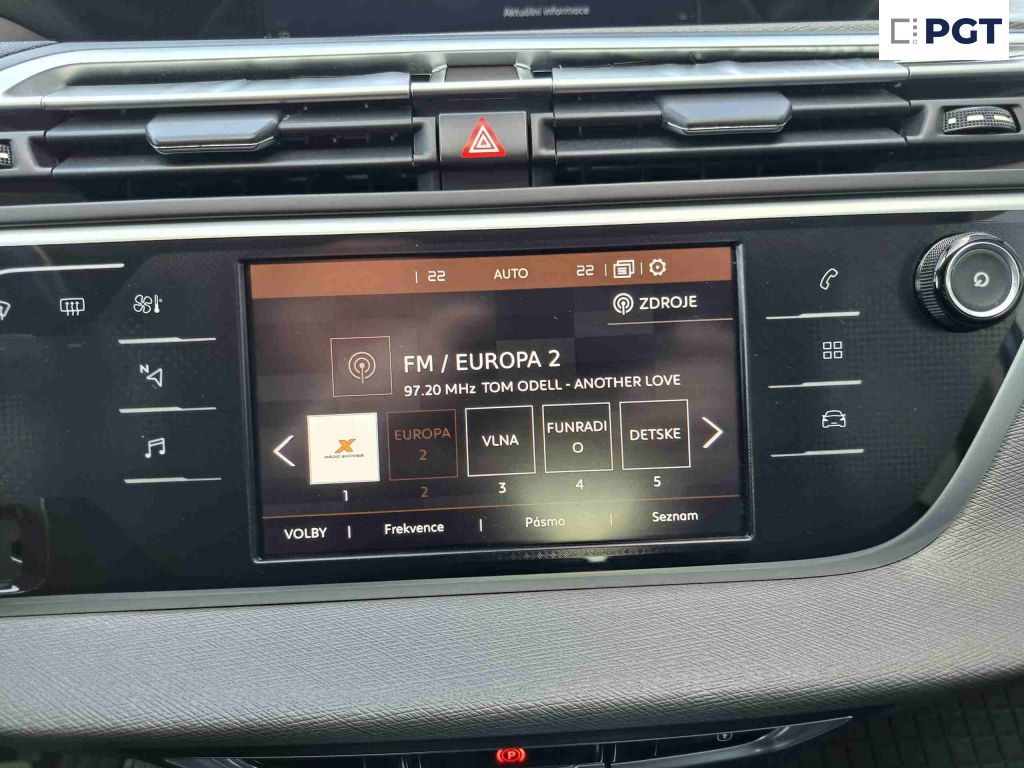 Aktuální informace
PGT
22 AUTO 22
ZDROJE
FM / EUROPA 2
97.20 MHz TOM ODELL - ANOTHER LOVE
N
X
EUROPA
2
VLNA
FUNRADI
O
DETSKE
1 2 3 4 5
VOLBY | Frekvence | Pásmo | Seznam
P